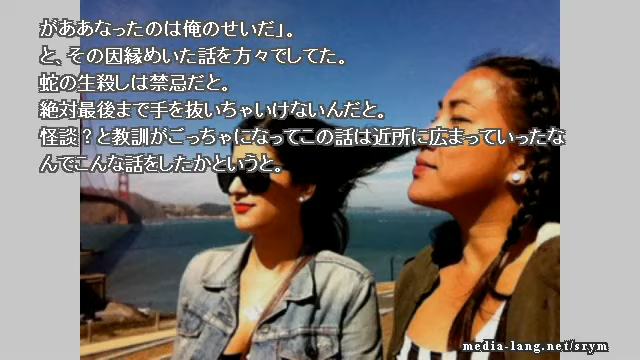 がああなったのは俺のせいだ」。
と、その因縁めいた話を方々でしてた。
蛇の生殺しは禁忌だと。
絶対最後まで手を抜いちゃいけないんだと。
怪談？と教訓がごっちゃになってこの話は近所に広まっていったな
んでこんな話をしたかというと。
media-lang.net/srym